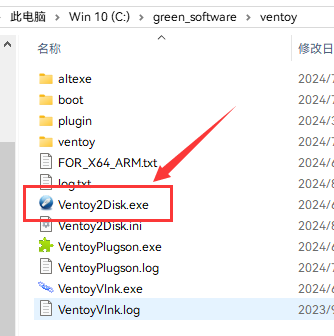 此电脑 > Win 10 (C:) > green_software > ventoy
名称 修改日
altexe 2024/7
boot 2024/7
plugin 2024/3
ventoy 2024/7
FOR_X64_ARM.txt 2024/6
log.txt 2024/8
Ventoy2Disk.exe 2024/6
Ventoy2Disk.ini 2024/8
VentoyPlugson.exe 2024/6
VentoyPlugson.log 2024/7
VentoyVlnk.exe 2024/6
VentoyVlnk.log 2023/9